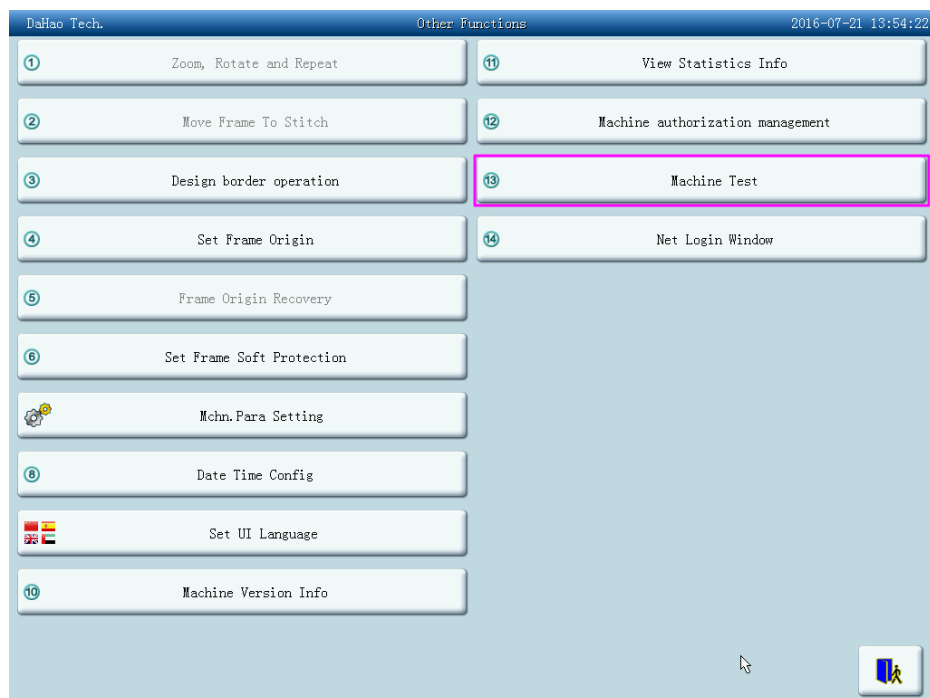 DaHao Tech. Other Functions 2016-07-21 13:54:22
① Zoom, Rotate and Repeat
② Move Frame To Stitch
③ Design border operation
④ Set Frame Origin
⑤ Frame Origin Recovery
⑥ Set Frame Soft Protection
Mchn.Para Setting
⑧ Date Time Config
Set UI Language
⑩ Machine Version Info
⑪ View Statistics Info
⑫ Machine authorization management
⑬ Machine Test
⑭ Net Login Window